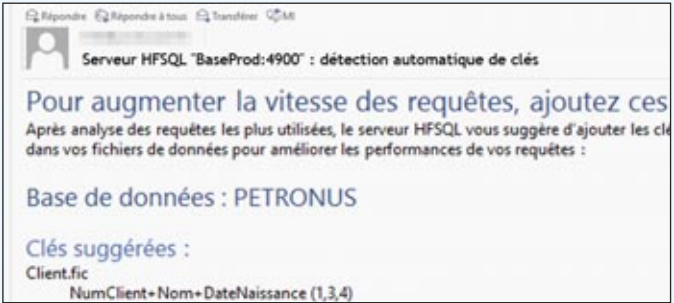 Répondre Répondre à tous Transférer MI
Serveur HFSQL "BaseProd:4900" : détection automatique de clés
Pour augmenter la vitesse des requêtes, ajoutez ces
Après analyse des requêtes les plus utilisées, le serveur HFSQL vous suggère d'ajouter les clé
dans vos fichiers de données pour améliorer les performances de vos requêtes :
Base de données : PETRONUS
Clés suggérées :
Client.fic
NumClient+Nom+DateNaissance (1,3,4)